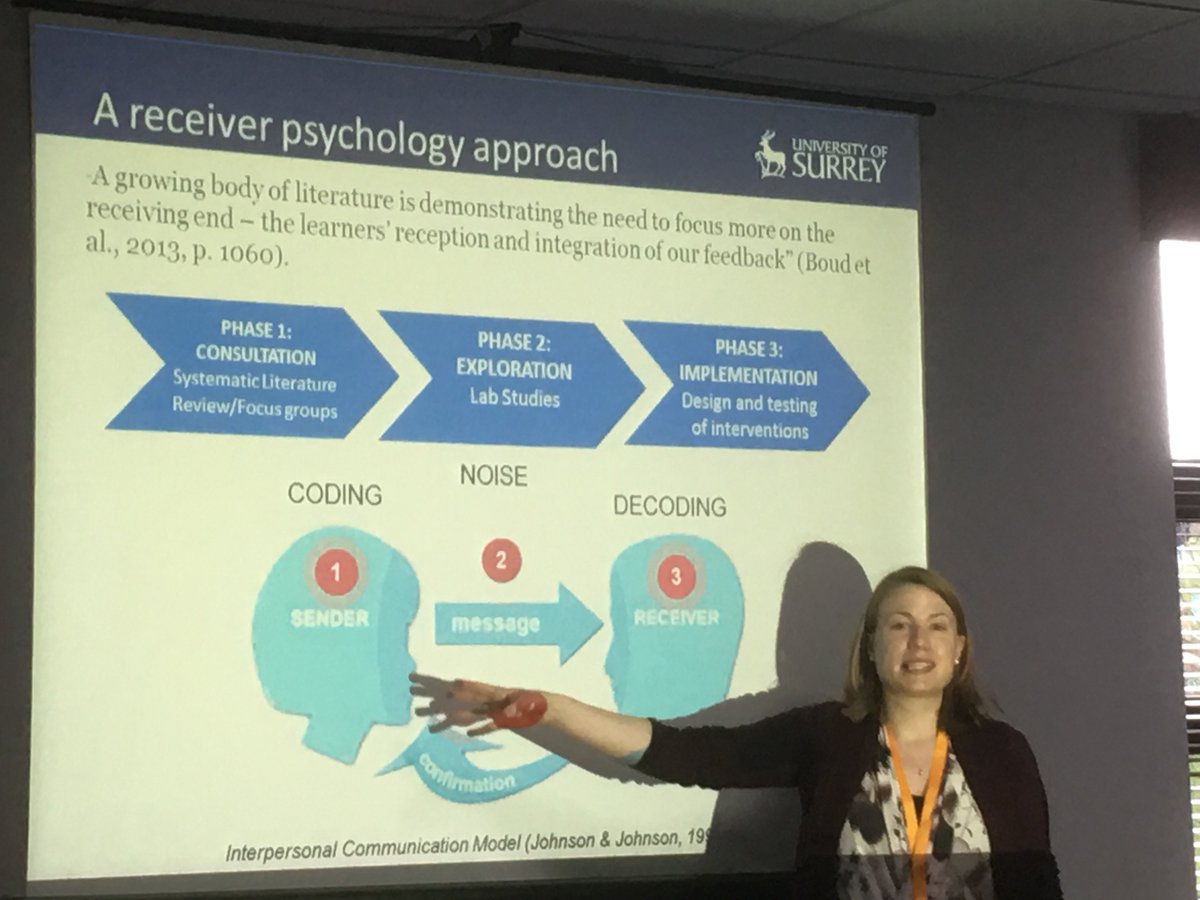 A receiver psychology approach
UNIVERSITY OF
SURREY
A growing body of literature is demonstrating the need to focus more on the
receiving end – the learners' reception and integration of our feedback” (Boud et
al., 2013, p. 1060).
PHASE 1:
CONSULTATION
Systematic Literature
Review/Focus groups
PHASE 2:
EXPLORATION
Lab Studies
PHASE 3:
IMPLEMENTATION
Design and testing
of interventions
CODING
NOISE
DECODING
1
SENDER
2
message
3
RECEIVER
confirmation
Interpersonal Communication Model (Johnson & Johnson,